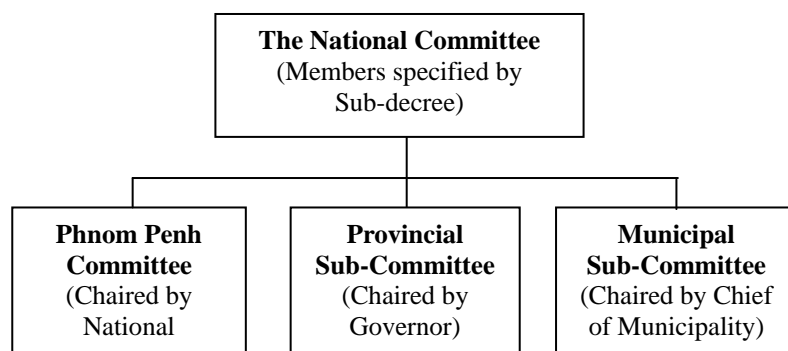 The National Committee
(Members specified by
Sub-decree)
Phnom Penh
Committee
(Chaired by
National
Provincial
Sub-Committee
(Chaired by
Governor)
Municipal
Sub-Committee
(Chaired by Chief
of Municipality)